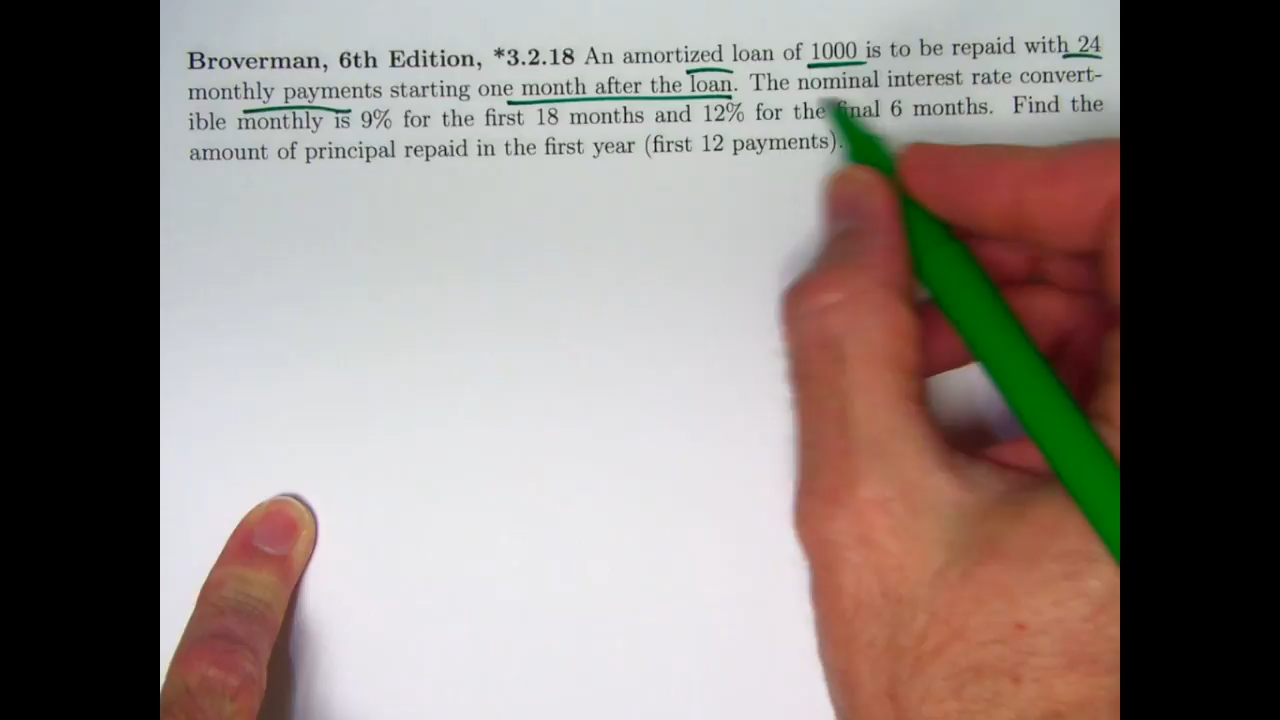 Broverman, 6th Edition, *3.2.18 An amortized loan of 1000 is to be repaid with 24
monthly payments starting one month after the loan. The nominal interest rate convert-
ible monthly is 9% for the first 18 months and 12% for the final 6 months. Find the
amount of principal repaid in the first year (first 12 payments).